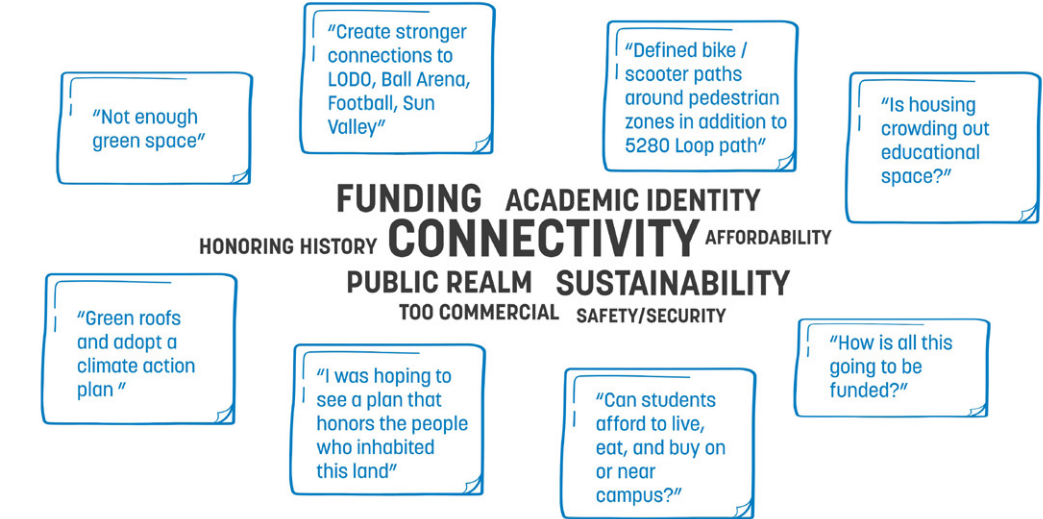 “Not enough
green space”
“Create stronger
connections to
LODO, Ball Arena,
Football, Sun
Valley”
“Defined bike /
scooter paths
around pedestrian
zones in addition to
5280 Loop path”
“Is housing
crowding out
educational
space?”
FUNDING ACADEMIC IDENTITY
HONORING HISTORY CONNECTIVITY AFFORDABILITY
PUBLIC REALM SUSTAINABILITY
TOO COMMERCIAL SAFETY/SECURITY
“Green roofs
and adopt a
climate action
plan ”
“I was hoping to
see a plan that
honors the people
who inhabited
this land”
“Can students
afford to live,
eat, and buy on
or near
campus?”
“How is all this
going to be
funded?”